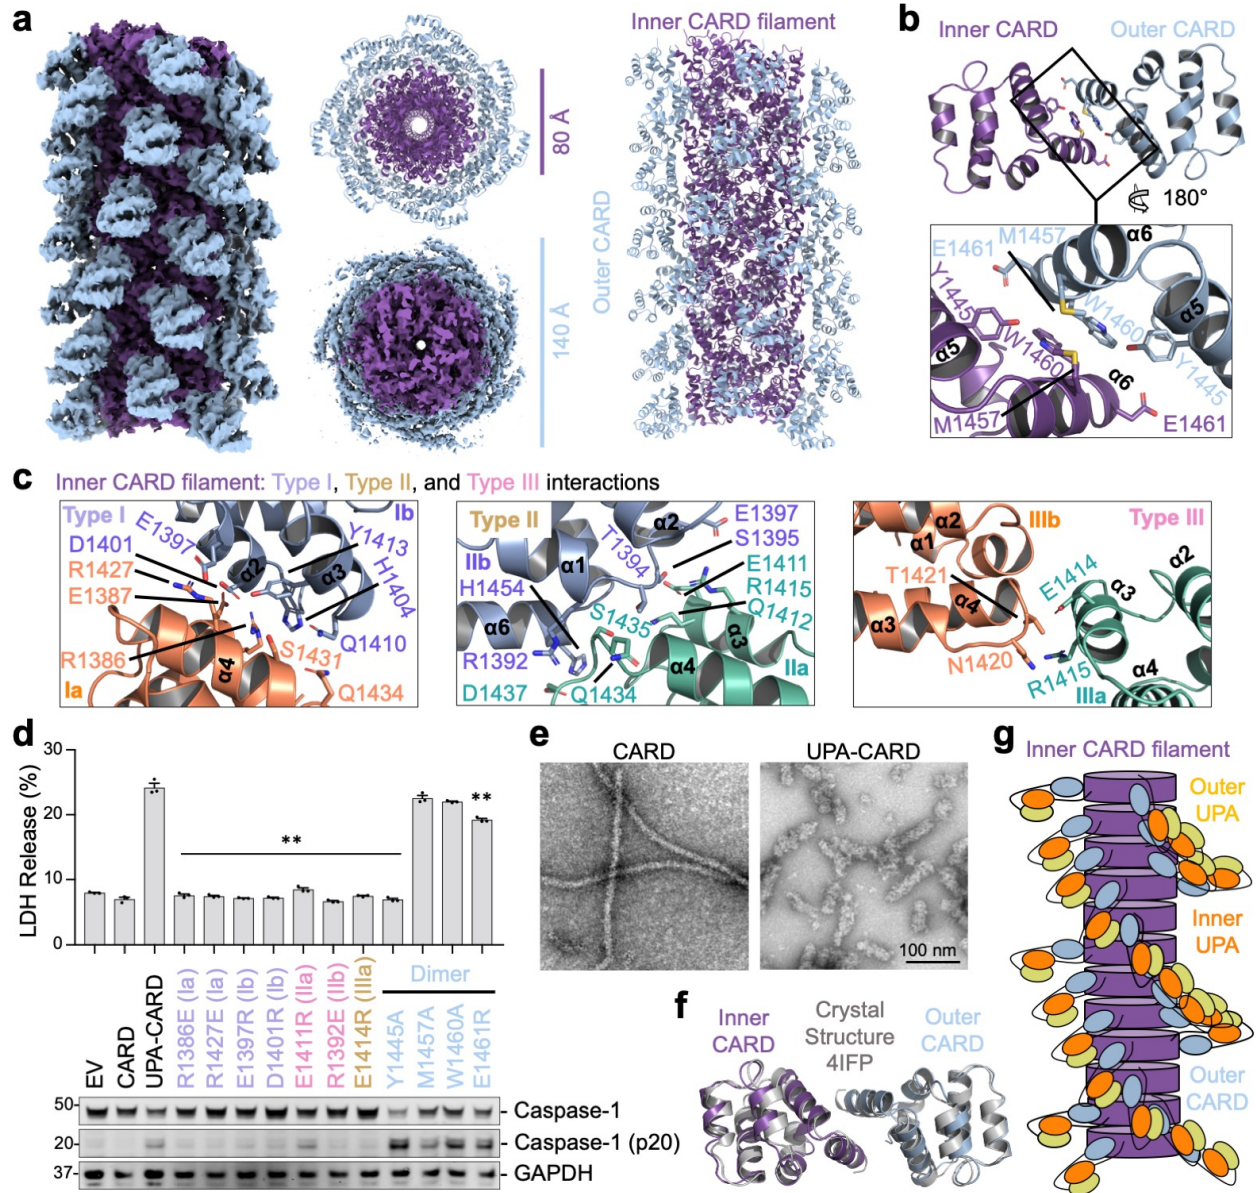 a
Inner CARD filament
80 Å
140 Å
Outer CARD
b
Inner CARD
Outer CARD
180°
M1457
α6
E1461
Y1445
W1460
α5
W1460
α5
Y1445
α6
M1457
E1461
c
Inner CARD filament: Type I, Type II, and Type III interactions
Type I
Ib
E1397
Y1413
D1401
α2
α3
H1404
R1427
E1387
Q1410
R1386
S1431
α4
Ia
Q1434
Type II
α2
E1397
T1394
S1395
IIb
α1
E1411
H1454
R1415
S1435
Q1412
α6
α3
R1392
α4
IIa
D1437
Q1434
α2
IIIb
Type III
α1
T1421
E1414
α2
α4
α3
α3
N1420
R1415
α4
IIIa
d
LDH Release (%)
30
20
10
0
**
**
EV
CARD
UPA-CARD
R1386E (Ia)
R1427E (Ia)
E1397R (Ib)
D1401R (Ib)
E1411R (IIa)
R1392E (IIb)
E1414R (IIIa)
Dimer
Y1445A
M1457A
W1460A
E1461R
50-
- Caspase-1
20-
- Caspase-1 (p20)
37-
- GAPDH
e
CARD
UPA-CARD
100 nm
f
Inner
CARD
Crystal
Structure
4IFP
Outer
CARD
g
Inner CARD filament
Outer
UPA
Inner
UPA
Outer
CARD